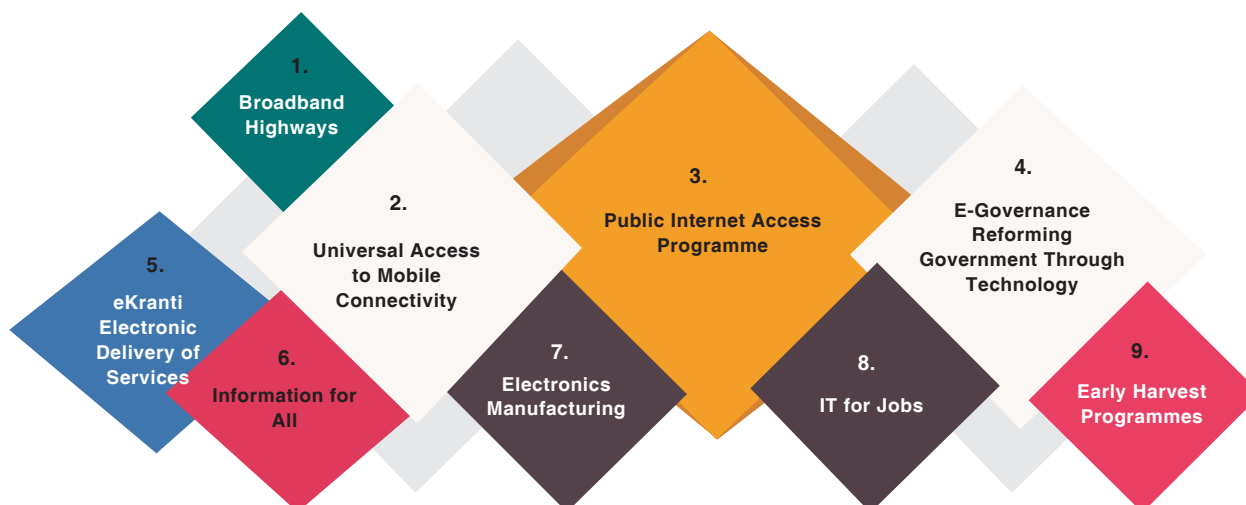 1.
Broadband
Highways
2.
Universal Access
to Mobile
Connectivity
3.
Public Internet Access
Programme
4.
E-Governance
Reforming
Government Through
Technology
5.
eKranti
Electronic
Delivery of
Services
6.
Information for
All
7.
Electronics
Manufacturing
8.
IT for Jobs
9.
Early Harvest
Programmes